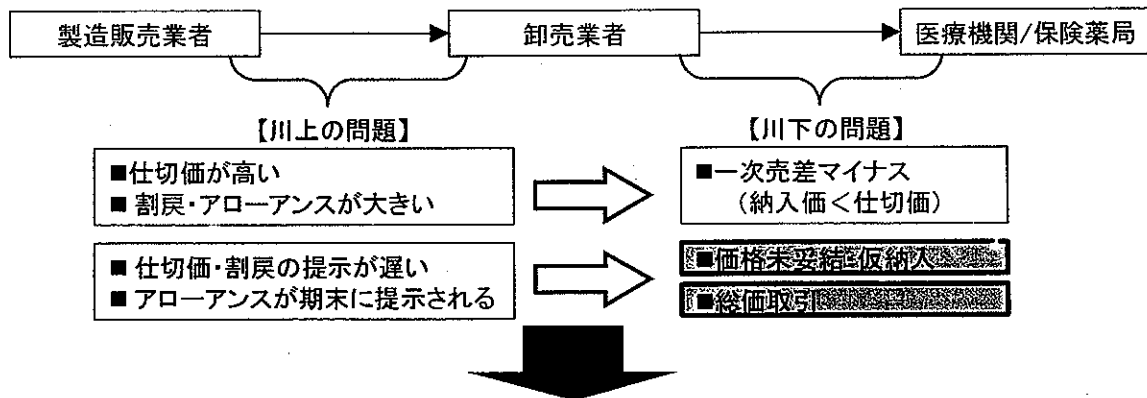 製造販売業者
卸売業者
医療機関/保険薬局
【川上の問題】
【川下の問題】
■仕切価が高い
■ 割戻・アローアンスが大きい
■一次売差マイナス
(納入価<仕切価)
■ 仕切価・割戻の提示が遅い
■ アローアンスが期末に提示される
■価格未妥結・仮納入
■総価取引